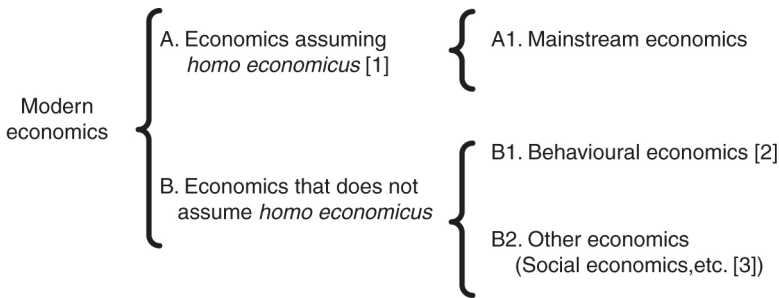 Modern
economics
A. Economics assuming
homo economicus [1]
A1. Mainstream economics
B. Economics that does not
assume homo economicus
B1. Behavioural economics [2]
B2. Other economics
(Social economics,etc. [3])